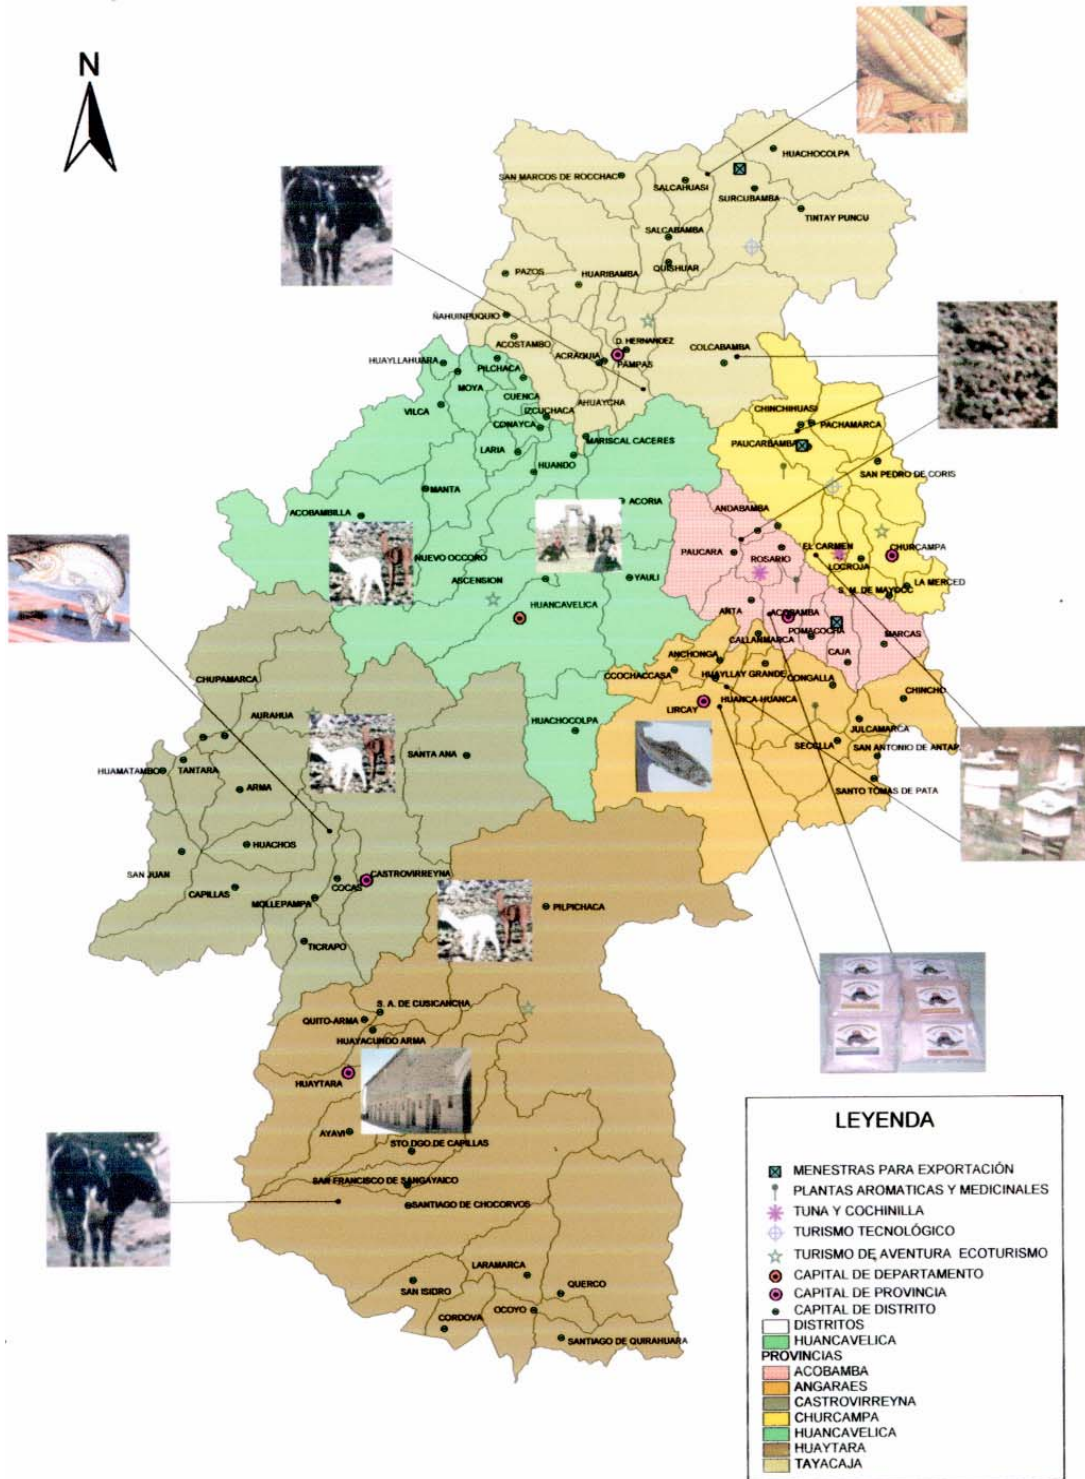 N
HUACHOCOLPA
SAN MARCOS DE ROCCHAC
SALCAHUASI
SURCUBAMBA
TINTAY PUNCU
SALCABAMBA
QUISHUAR
PAZOS
HUARIBAMBA
ÑAHUINPUQUIO
ACOSTAMBO
D. HERNANDEZ
COLCABAMBA
HUAYLLAHUARA
PILCHACA
ACRAQUIA
PAMPAS
MOYA
CUENCA
AHUAYCHA
CHINCHIHUASI
VILCA
IZCUCHACA
CONAYCA
PACHAMARCA
MARISCAL CACERES
PAUCARBAMBA
LARIA
HUANDO
SAN PEDRO DE CORIS
MANTA
ACORIA
ACOBAMBILLA
ANDABAMBA
NUEVO OCCORO
PAUCARA
EL CARMEN
CHURCAMPA
ROSARIO
LOCROJA
ASCENSION
YAULI
LA MERCED
S. M. DE MAYOCC
HUANCAVELICA
ANTA
ACOBAMBA
POMACOCHA
MARCAS
CALLANMARCA
ANCHONGA
CAJA
CCOCHACCASA
HUAYLLAY GRANDE
CONGALLA
CHUPAMARCA
HUANCA-HUANCA
CHINCHO
LIRCAY
AURAHUA
HUACHOCOLPA
JULCAMARCA
SECCLLA
SAN ANTONIO DE ANTAP.
SANTA ANA
HUAMATAMBO
TANTARA
ARMA
SANTO TOMAS DE PATA
HUACHOS
SAN JUAN
CASTROVIRREYNA
CAPILLAS
COCAS
MOLLEPAMPA
PILPICHACA
TICRAPO
S. A. DE CUSICANCHA
QUITO-ARMA
HUAYACUNDO ARMA
HUAYTARA
AYAVI
STO.DGO.DE CAPILLAS
SAN FRANCISCO DE SANGAYAICO
SANTIAGO DE CHOCORVOS
LARAMARCA
SAN ISIDRO
QUERCO
OCOYO
CORDOVA
SANTIAGO DE QUIRAHUARA
LEYENDA
MENESTRAS PARA EXPORTACIÓN
PLANTAS AROMATICAS Y MEDICINALES
TUNA Y COCHINILLA
TURISMO TECNOLÓGICO
TURISMO DE AVENTURA ECOTURISMO
CAPITAL DE DEPARTAMENTO
CAPITAL DE PROVINCIA
CAPITAL DE DISTRITO
DISTRITOS
HUANCAVELICA
PROVINCIAS
ACOBAMBA
ANGARAES
CASTROVIRREYNA
CHURCAMPA
HUANCAVELICA
HUAYTARA
TAYACAJA